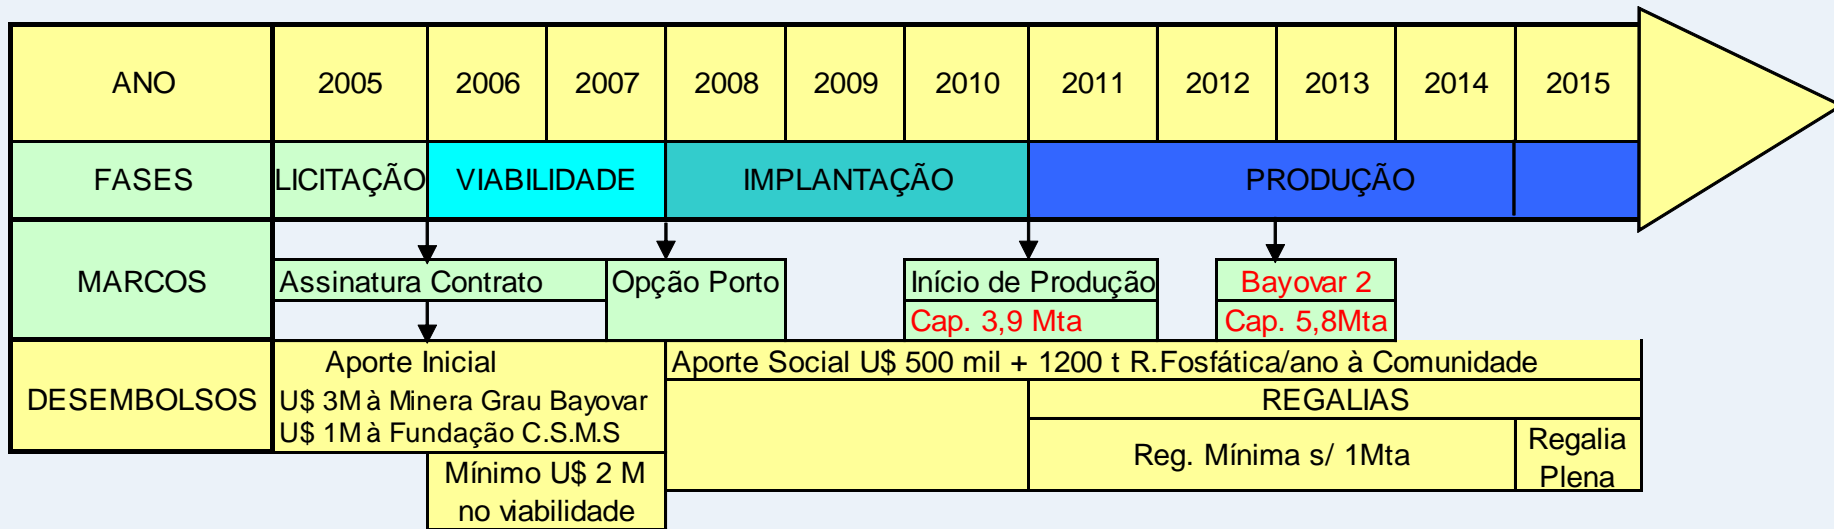 ANO 2005 2006 2007 2008 2009 2010 2011 2012 2013 2014 2015
FASES LICITAÇÃO VIABILIDADE IMPLANTAÇÃO PRODUÇÃO
MARCOS
Assinatura Contrato
Opção Porto
Início de Produção
Cap. 3,9 Mta
Bayovar 2
Cap. 5,8Mta
DESEMBOLSOS
Aporte Inicial
U$ 3M à Minera Grau Bayovar
U$ 1M à Fundação C.S.M.S
Mínimo U$ 2 M
no viabilidade
Aporte Social U$ 500 mil + 1200 t R.Fosfática/ano à Comunidade
REGALIAS
Reg. Mínima s/ 1Mta
Regalia
Plena